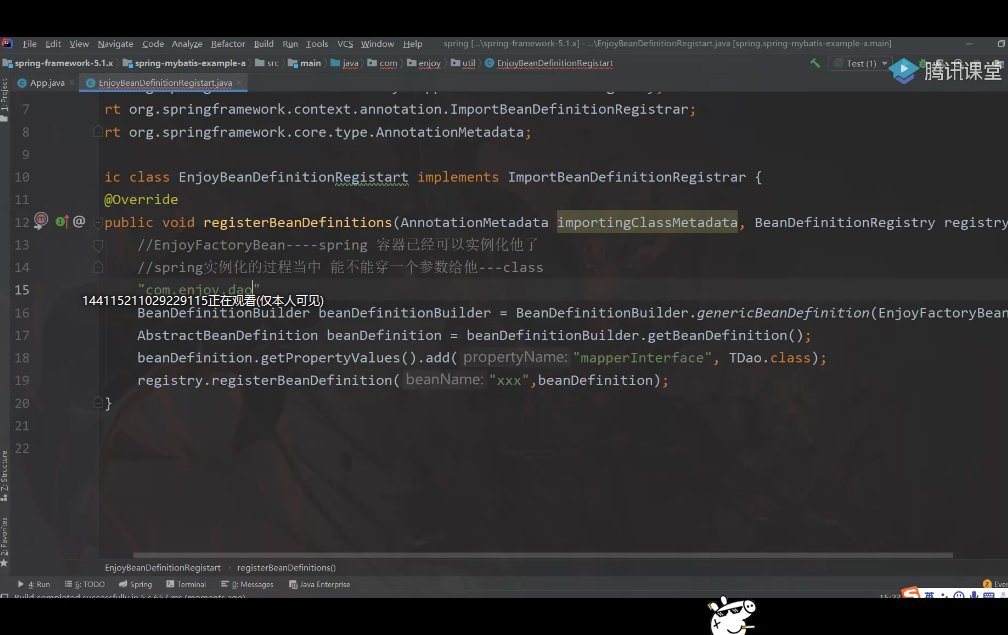 File Edit View Navigate Code Analyze Refactor Build Run Tools VCS Window Help spring [...\spring-framework-5.1.x] - ...\EnjoyBeanDefinitionRegistart.java [spring.spring-mybatis-example-a.main]
spring-framework-5.1.x spring-mybatis-example-a src main java com enjoy util EnjoyBeanDefinitionRegistart Test (1)
腾讯课堂
App.java EnjoyBeanDefinitionRegistart.java
1: Project
7 rt org.springframework.context.annotation.ImportBeanDefinitionRegistrar;
8 rt org.springframework.core.type.AnnotationMetadata;
9
10 ic class EnjoyBeanDefinitionRegistart implements ImportBeanDefinitionRegistrar {
11 @Override
12 public void registerBeanDefinitions(AnnotationMetadata importingClassMetadata, BeanDefinitionRegistry registry
13 //EnjoyFactoryBean----spring 容器已经可以实例化他了
14 //spring实例化的过程当中 能不能穿一个参数给他---class
15 "com.enjoy.dao"
144115211029229115正在观看(仅本人可见)
16 BeanDefinitionBuilder beanDefinitionBuilder = BeanDefinitionBuilder.genericBeanDefinition(EnjoyFactoryBean
17 AbstractBeanDefinition beanDefinition = beanDefinitionBuilder.getBeanDefinition();
18 beanDefinition.getPropertyValues().add( propertyName: "mapperInterface", TDao.class);
19 registry.registerBeanDefinition( beanName: "xxx",beanDefinition);
20 }
21
22
Z: Structure
2: Favorites
EnjoyBeanDefinitionRegistart registerBeanDefinitions()
4: Run 6: TODO Spring Terminal 0: Messages Java Enterprise 2 Even
Build completed successfully in 5 s 657 ms (moments ago)
英